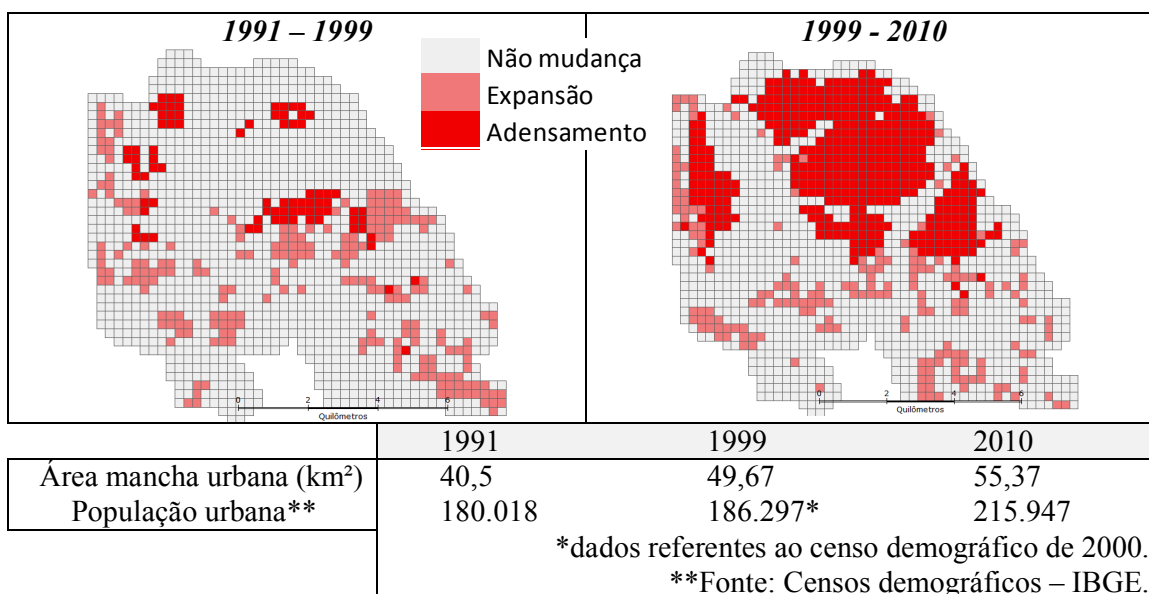 1991 – 1999
1999 - 2010
Não mudança
Expansão
Adensamento
0 2 4 6
Quilômetros
0 2 4 6
Quilômetros
1991 1999 2010
Área mancha urbana (km²) 40,5 49,67 55,37
População urbana** 180.018 186.297* 215.947
*dados referentes ao censo demográfico de 2000.
**Fonte: Censos demográficos – IBGE.